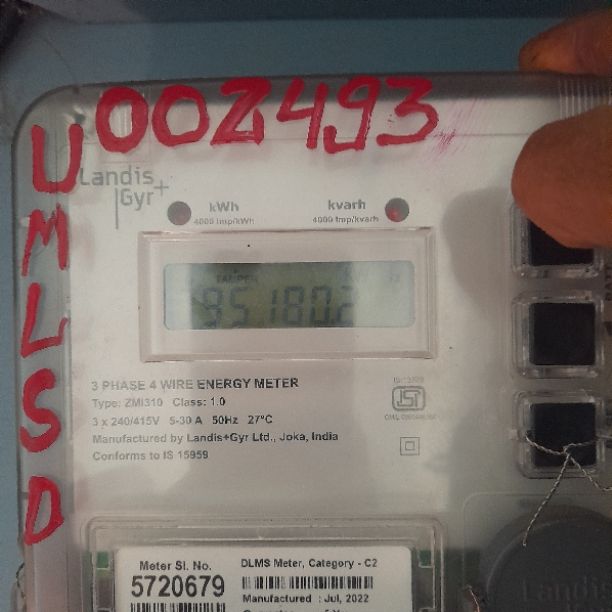 002493
UMLSD
Landis
Gyr+
kWh
4000 Imp/kWh
kvarh
4000 Imp/kvarh
TAMPER
95180.2
3 PHASE 4 WIRE ENERGY METER
Type: ZMI310 Class: 1.0
3 x 240/415V 5-30 A 50Hz 27°C
Manufactured by Landis+Gyr Ltd., Joka, India
Conforms to IS 15959
Meter Sl. No.
5720679
DLMS Meter, Category - C2
Manufactured : Jul, 2022